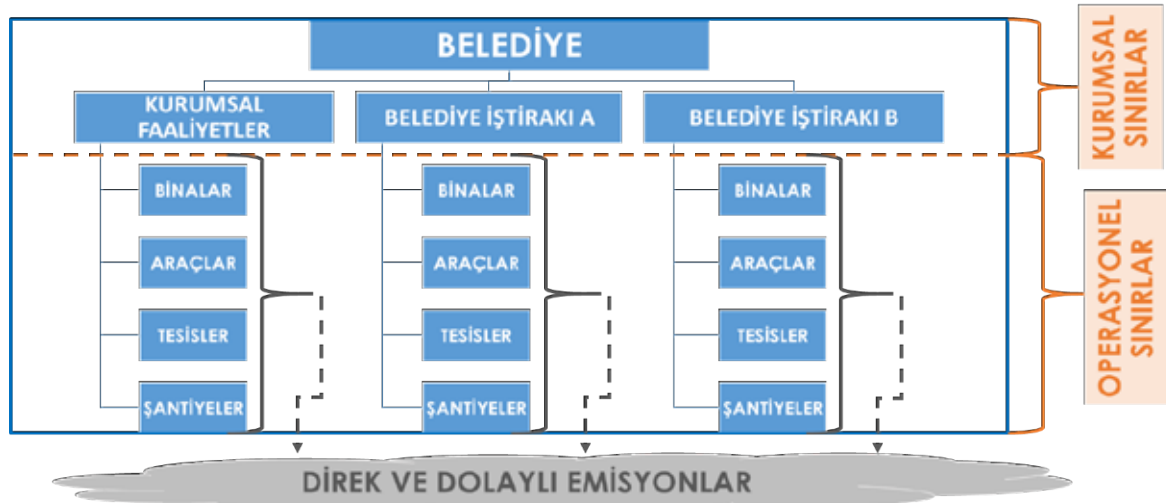 BELEDİYE
KURUMSAL
FAALİYETLER
BELEDİYE İŞTİRAKI A
BELEDİYE İŞTİRAKI B
BİNALAR
ARAÇLAR
TESİSLER
ŞANTİYELER
BİNALAR
ARAÇLAR
TESİSLER
ŞANTİYELER
BİNALAR
ARAÇLAR
TESİSLER
ŞANTİYELER
KURUMSAL
SINIRLAR
OPERASYONEL
SINIRLAR
DİREK VE DOLAYLI EMİSYONLAR